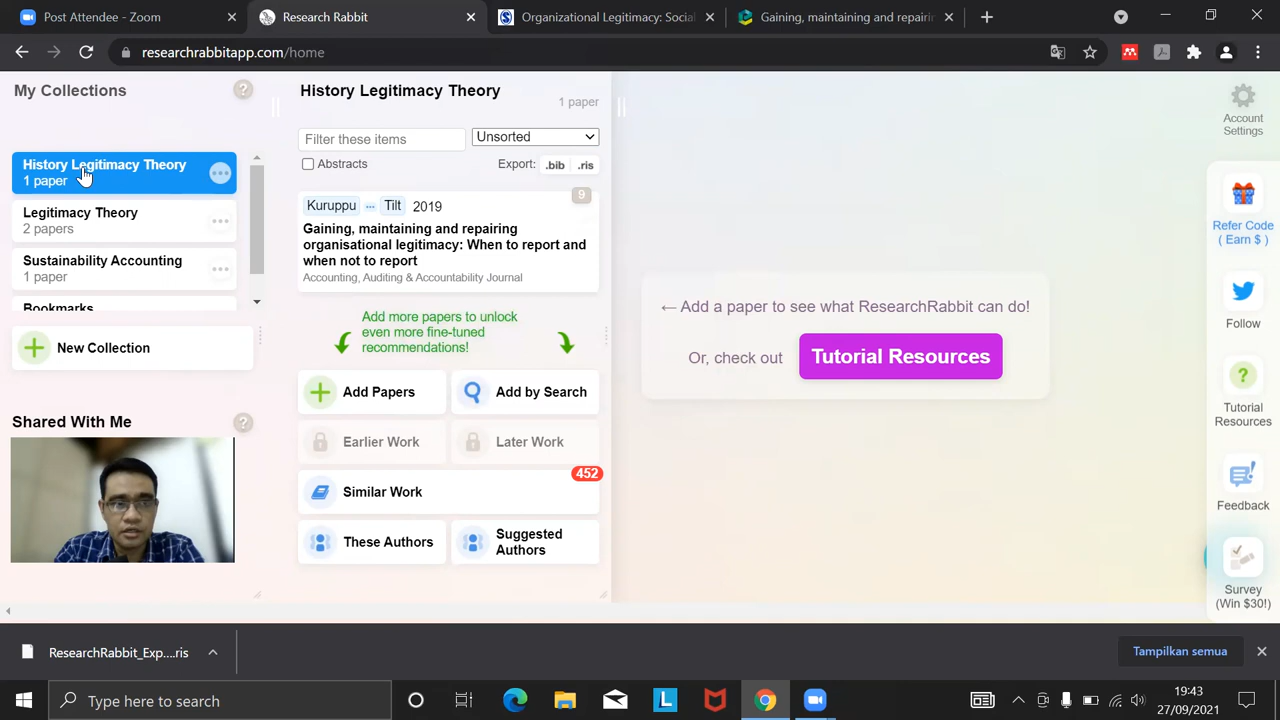 Post Attendee - Zoom
Research Rabbit
Organizational Legitimacy: Social
Gaining, maintaining and repairin
researchrabbitapp.com/home
My Collections
?
History Legitimacy Theory
1 paper
Legitimacy Theory
2 papers
Sustainability Accounting
1 paper
Bookmarks
New Collection
Shared With Me
?
History Legitimacy Theory
1 paper
Filter these items
Unsorted
Abstracts
Export:
.bib
.ris
9
Kuruppu ... Tilt 2019
Gaining, maintaining and repairing
organisational legitimacy: When to report and
when not to report
Accounting, Auditing & Accountability Journal
Add more papers to unlock
even more fine-tuned
recommendations!
Add Papers
Add by Search
Earlier Work
Later Work
452
Similar Work
These Authors
Suggested
Authors
← Add a paper to see what ResearchRabbit can do!
Or, check out
Tutorial Resources
Account
Settings
Refer Code
( Earn $ )
Follow
?
Tutorial
Resources
Feedback
Survey
(Win $30!)
ResearchRabbit_Exp....ris
Tampilkan semua
Type here to search
L
19:43
27/09/2021